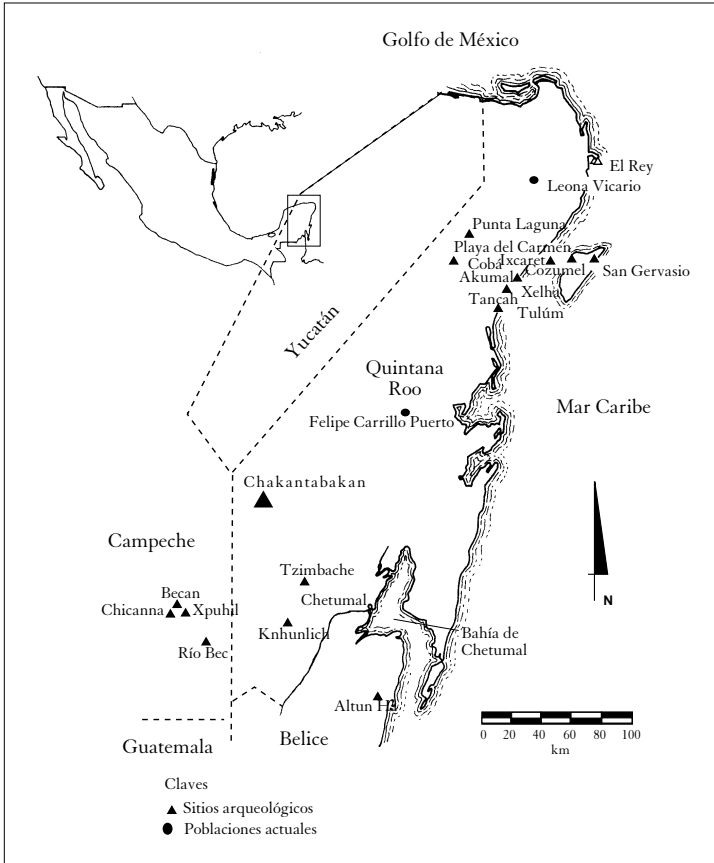 Golfo de México
El Rey
Leona Vicario
Punta Laguna
Playa del Carmen
Cobá
Ixcaret
Akumal
Cozumel
San Gervasio
Xelha
Tancah
Tulúm
Yucatán
Quintana
Roo
Mar Caribe
Felipe Carrillo Puerto
Chakantabakan
Campeche
Tzimbache
Becan
Chetumal
Chicanna
Xpuhil
Knhunlich
Bahía de
Chetumal
Río Bec
N
Altun Ha
Belice
Guatemala
0 20 40 60 80 100
km
Claves
Sitios arqueológicos
Poblaciones actuales